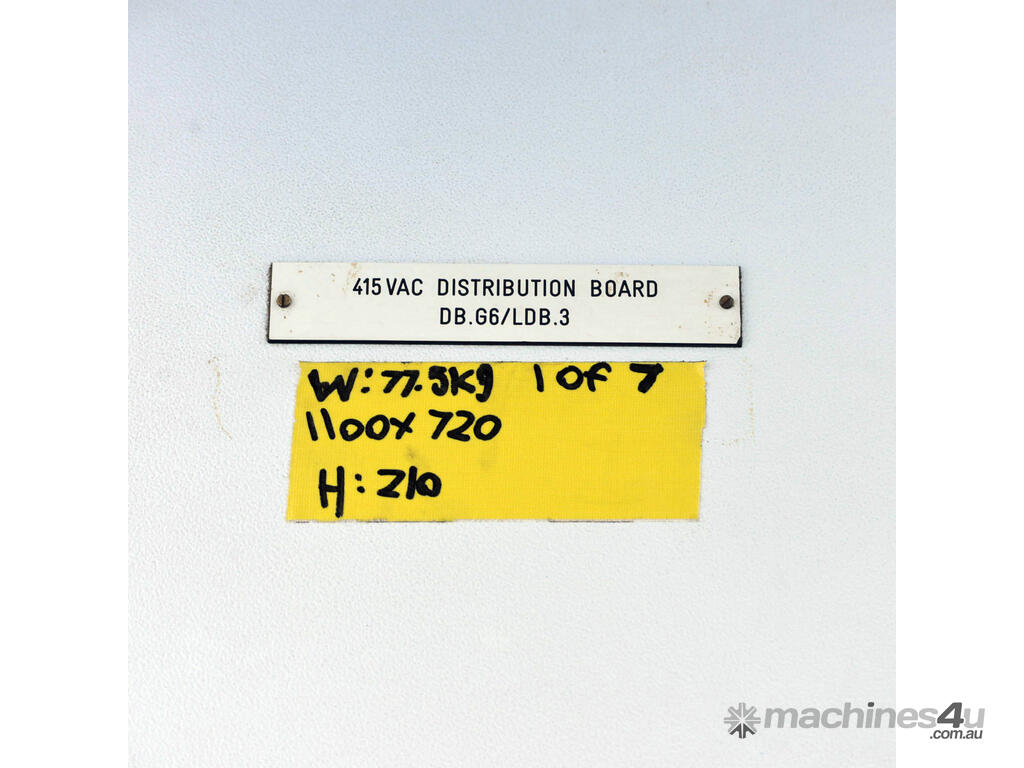 415 VAC DISTRIBUTION BOARD
DB.G6/LDB.3
W: 77.5Kg 1 of 7
1100x 720
H: 210
machines4u
.com.au